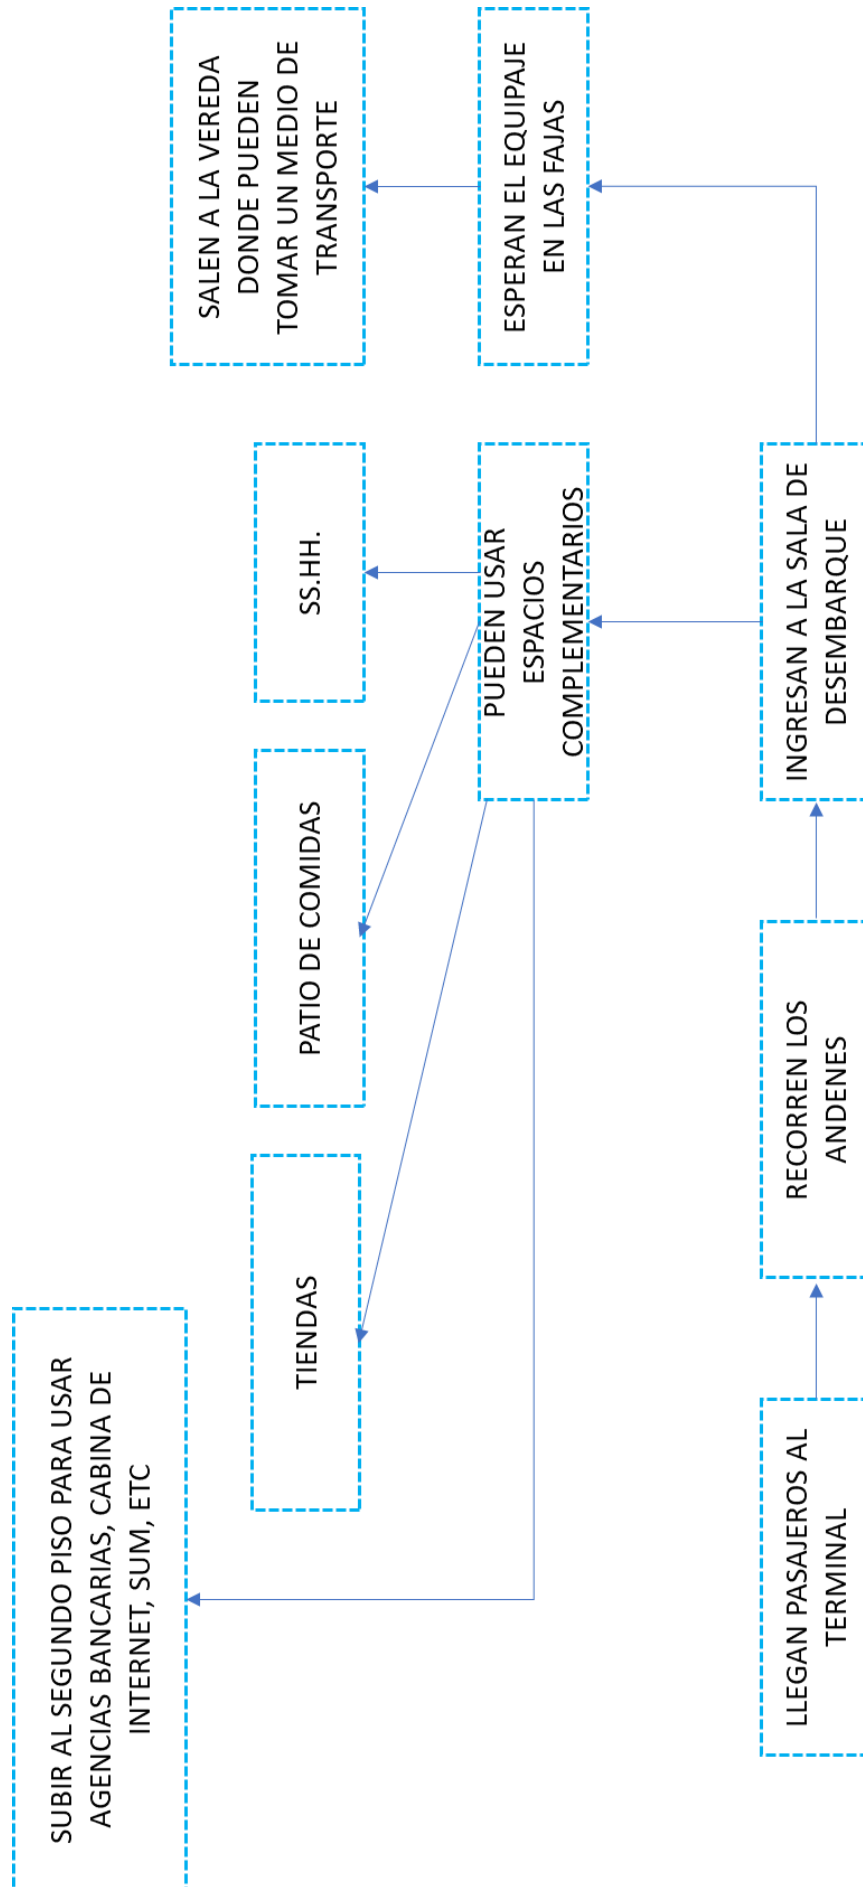 SUBIR AL SEGUNDO PISO PARA USAR
AGENCIAS BANCARIAS, CABINA DE
INTERNET, SUM, ETC
TIENDAS
PATIO DE COMIDAS
SS.HH.
SALEN A LA VEREDA
DONDE PUEDEN
TOMAR UN MEDIO DE
TRANSPORTE
PUEDEN USAR
ESPACIOS
COMPLEMENTARIOS
ESPERAN EL EQUIPAJE
EN LAS FAJAS
LLEGAN PASAJEROS AL
TERMINAL
RECORREN LOS
ANDENES
INGRESAN A LA SALA DE
DESEMBARQUE